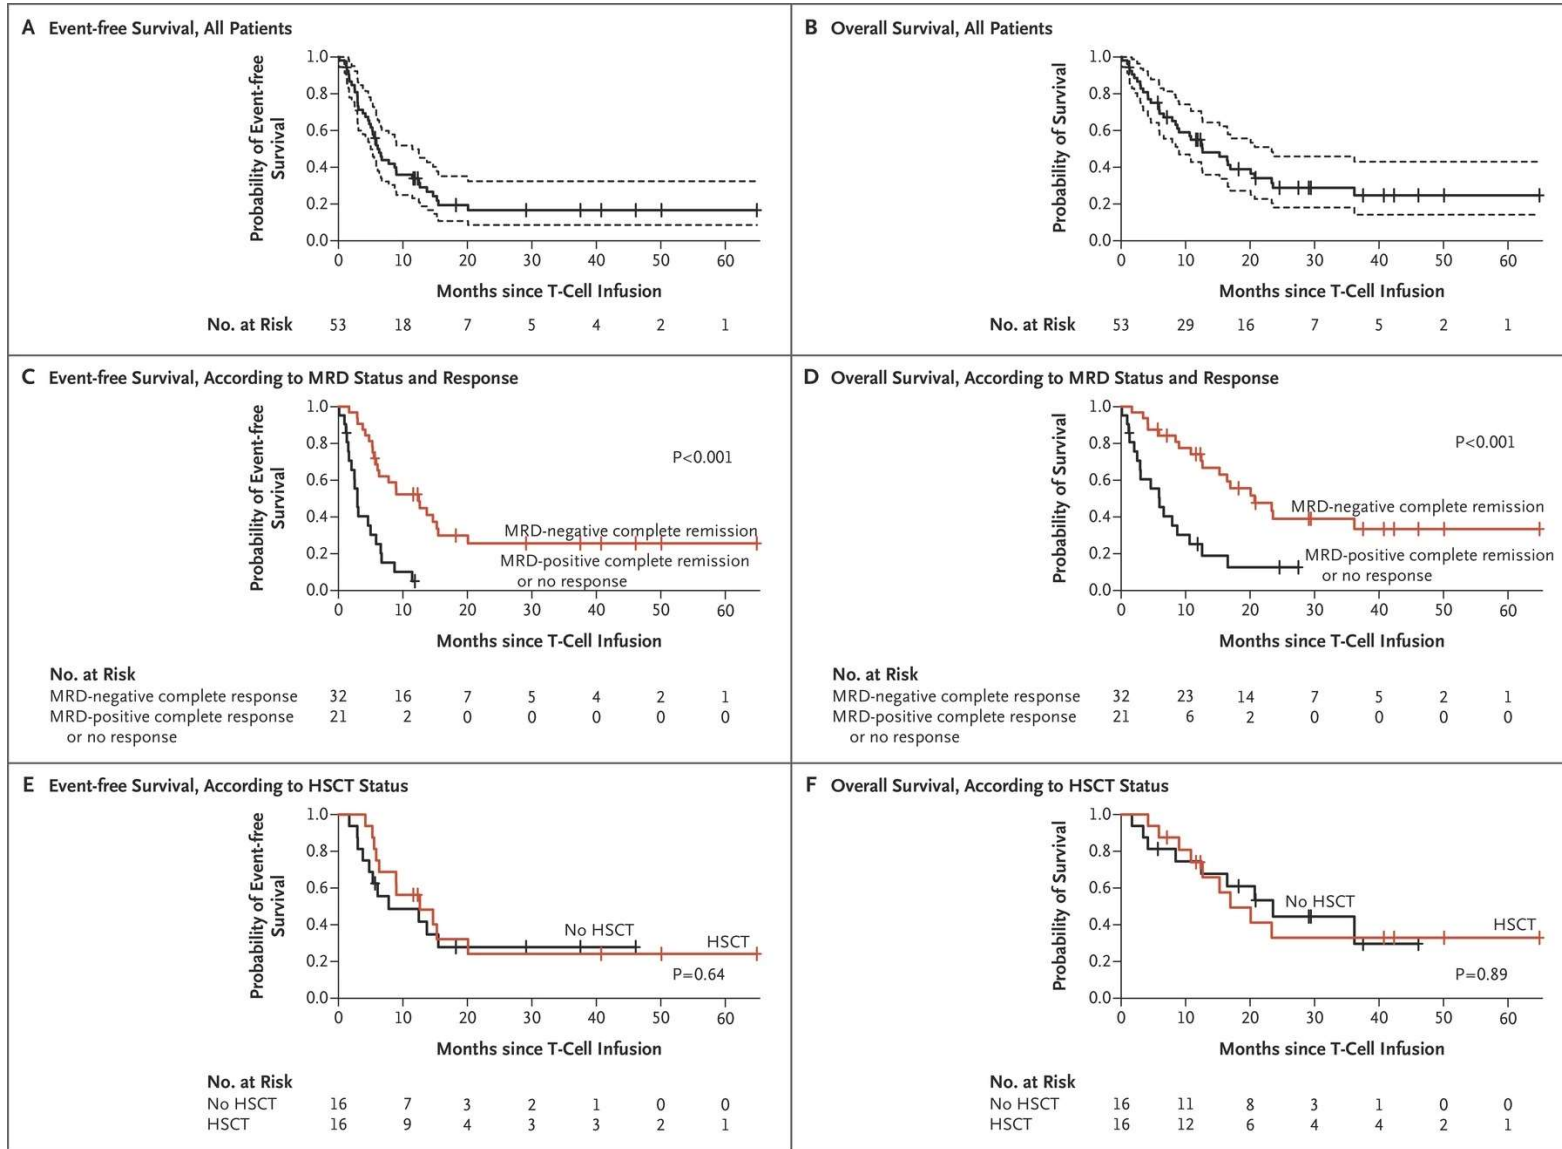 A Event-free Survival, All Patients
Probability of Event-free
Survival
1.0
0.8
0.6
0.4
0.2
0.0
0 10 20 30 40 50 60
Months since T-Cell Infusion
No. at Risk 53 18 7 5 4 2 1
B Overall Survival, All Patients
Probability of Survival
1.0
0.8
0.6
0.4
0.2
0.0
0 10 20 30 40 50 60
Months since T-Cell Infusion
No. at Risk 53 29 16 7 5 2 1
C Event-free Survival, According to MRD Status and Response
Probability of Event-free
Survival
1.0
0.8
0.6
0.4
0.2
0.0
P<0.001
MRD-negative complete remission
MRD-positive complete remission
or no response
0 10 20 30 40 50 60
Months since T-Cell Infusion
No. at Risk
MRD-negative complete response 32 16 7 5 4 2 1
MRD-positive complete response 21 2 0 0 0 0 0
or no response
D Overall Survival, According to MRD Status and Response
Probability of Survival
1.0
0.8
0.6
0.4
0.2
0.0
P<0.001
MRD-negative complete remission
MRD-positive complete remission
or no response
0 10 20 30 40 50 60
Months since T-Cell Infusion
No. at Risk
MRD-negative complete response 32 23 14 7 5 2 1
MRD-positive complete response 21 6 2 0 0 0 0
or no response
E Event-free Survival, According to HSCT Status
Probability of Event-free
Survival
1.0
0.8
0.6
0.4
0.2
0.0
No HSCT
HSCT
P=0.64
0 10 20 30 40 50 60
Months since T-Cell Infusion
No. at Risk
No HSCT 16 7 3 2 1 0 0
HSCT 16 9 4 3 3 2 1
F Overall Survival, According to HSCT Status
Probability of Survival
1.0
0.8
0.6
0.4
0.2
0.0
No HSCT
HSCT
P=0.89
0 10 20 30 40 50 60
Months since T-Cell Infusion
No. at Risk
No HSCT 16 11 8 3 1 0 0
HSCT 16 12 6 4 4 2 1